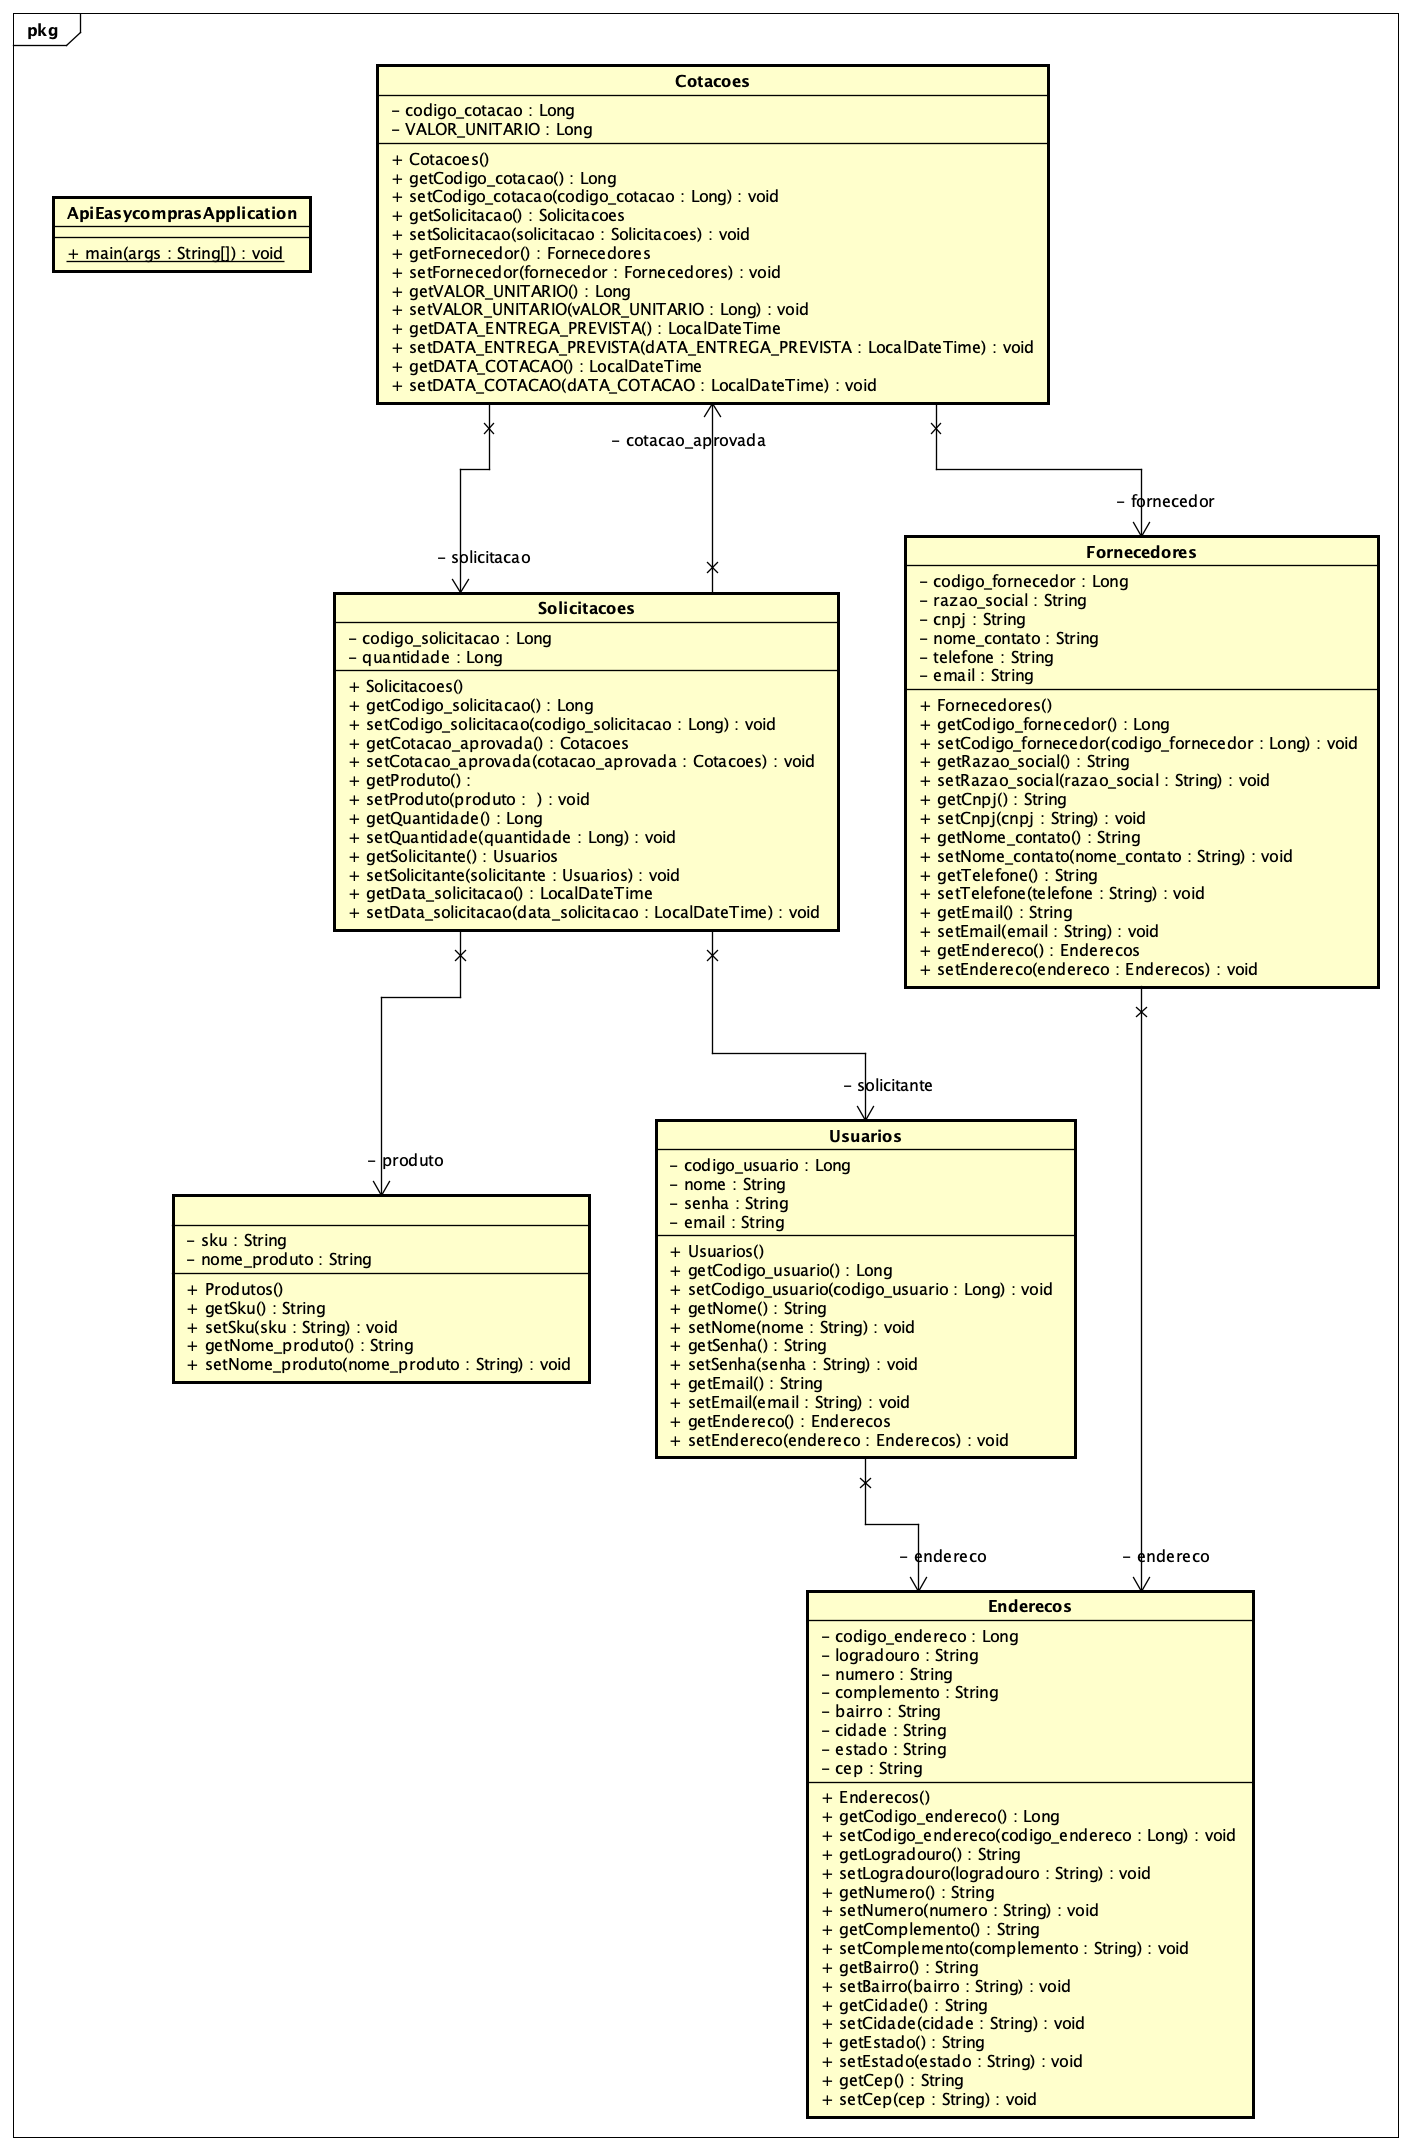 pkg
Cotacoes
- codigo_cotacao : Long
- VALOR_UNITARIO : Long
+ Cotacoes()
+ getCodigo_cotacao() : Long
+ setCodigo_cotacao(codigo_cotacao : Long) : void
+ getSolicitacao() : Solicitacoes
+ setSolicitacao(solicitacao : Solicitacoes) : void
+ getFornecedor() : Fornecedores
+ setFornecedor(fornecedor : Fornecedores) : void
+ getVALOR_UNITARIO() : Long
+ setVALOR_UNITARIO(vALOR_UNITARIO : Long) : void
+ getDATA_ENTREGA_PREVISTA() : LocalDateTime
+ setDATA_ENTREGA_PREVISTA(dATA_ENTREGA_PREVISTA : LocalDateTime) : void
+ getDATA_COTACAO() : LocalDateTime
+ setDATA_COTACAO(dATA_COTACAO : LocalDateTime) : void
ApiEasycomprasApplication
+ main(args : String[]) : void
- cotacao_aprovada
- fornecedor
- solicitacao
Solicitacoes
- codigo_solicitacao : Long
- quantidade : Long
+ Solicitacoes()
+ getCodigo_solicitacao() : Long
+ setCodigo_solicitacao(codigo_solicitacao : Long) : void
+ getCotacao_aprovada() : Cotacoes
+ setCotacao_aprovada(cotacao_aprovada : Cotacoes) : void
+ getProduto() :
+ setProduto(produto :  ) : void
+ getQuantidade() : Long
+ setQuantidade(quantidade : Long) : void
+ getSolicitante() : Usuarios
+ setSolicitante(solicitante : Usuarios) : void
+ getData_solicitacao() : LocalDateTime
+ setData_solicitacao(data_solicitacao : LocalDateTime) : void
Fornecedores
- codigo_fornecedor : Long
- razao_social : String
- cnpj : String
- nome_contato : String
- telefone : String
- email : String
+ Fornecedores()
+ getCodigo_fornecedor() : Long
+ setCodigo_fornecedor(codigo_fornecedor : Long) : void
+ getRazao_social() : String
+ setRazao_social(razao_social : String) : void
+ getCnpj() : String
+ setCnpj(cnpj : String) : void
+ getNome_contato() : String
+ setNome_contato(nome_contato : String) : void
+ getTelefone() : String
+ setTelefone(telefone : String) : void
+ getEmail() : String
+ setEmail(email : String) : void
+ getEndereco() : Enderecos
+ setEndereco(endereco : Enderecos) : void
- solicitante
- produto
- sku : String
- nome_produto : String
+ Produtos()
+ getSku() : String
+ setSku(sku : String) : void
+ getNome_produto() : String
+ setNome_produto(nome_produto : String) : void
Usuarios
- codigo_usuario : Long
- nome : String
- senha : String
- email : String
+ Usuarios()
+ getCodigo_usuario() : Long
+ setCodigo_usuario(codigo_usuario : Long) : void
+ getNome() : String
+ setNome(nome : String) : void
+ getSenha() : String
+ setSenha(senha : String) : void
+ getEmail() : String
+ setEmail(email : String) : void
+ getEndereco() : Enderecos
+ setEndereco(endereco : Enderecos) : void
- endereco
- endereco
Enderecos
- codigo_endereco : Long
- logradouro : String
- numero : String
- complemento : String
- bairro : String
- cidade : String
- estado : String
- cep : String
+ Enderecos()
+ getCodigo_endereco() : Long
+ setCodigo_endereco(codigo_endereco : Long) : void
+ getLogradouro() : String
+ setLogradouro(logradouro : String) : void
+ getNumero() : String
+ setNumero(numero : String) : void
+ getComplemento() : String
+ setComplemento(complemento : String) : void
+ getBairro() : String
+ setBairro(bairro : String) : void
+ getCidade() : String
+ setCidade(cidade : String) : void
+ getEstado() : String
+ setEstado(estado : String) : void
+ getCep() : String
+ setCep(cep : String) : void